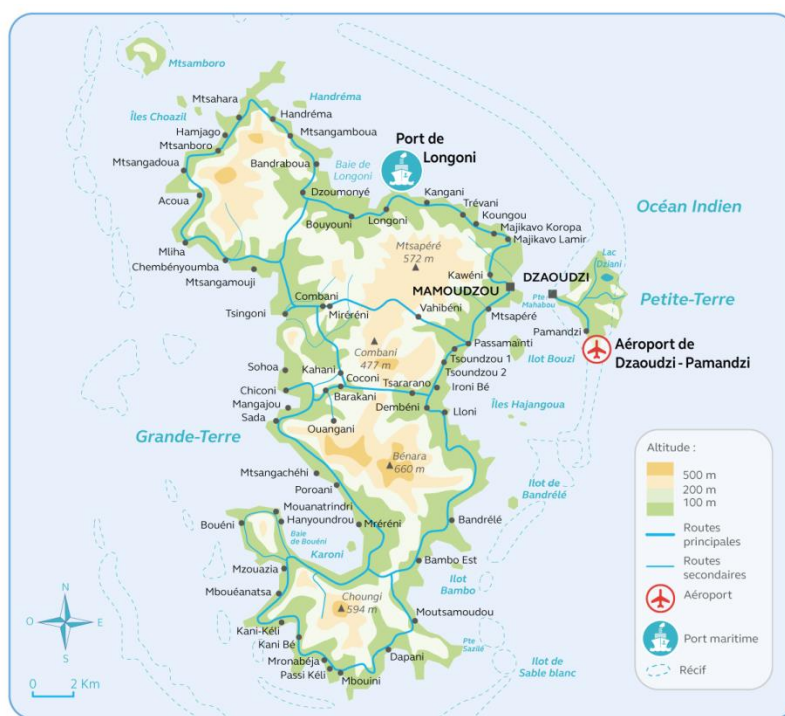 Mtsamboro
Mtsahara
Handréma
Îles Choazil
Handréma
Hamjago
Mtsangamboua
Mtsanboro
Port de
Longoni
Mtsangadoua
Bandraboua
Baie de
Longoni
Acoua
Dzoumonyé
Kangani
Trévani
Bouyouni
Longoni
Koungou
Océan Indien
Majikavo Koropa
Mliha
Majikavo Lamir
Mtsapéré
572 m
Lac
Dziani
Chembényoumba
Kawéni
DZAOUDZI
Mtsangamouji
MAMOUDZOU
Petite-Terre
Pte
Mahabou
Combani
Miréréni
Vahibéni
Mtsapéré
Tsingoni
Pamandzi
Aéroport de
Dzaoudzi - Pamandzi
Passamaïnti
Combani
477 m
Tsoundzou 1
Ilot Bouzi
Sohoa
Kahani
Tsoundzou 2
Coconi
Tsararano
Ironi Bé
Chiconi
Barakani
Mangajou
Dembéni
Lloni
Îles Hajangoua
Sada
Ouangani
Grande-Terre
Bénara
660 m
Mtsangachéhi
Ilot de
Bandrélé
Poroani
Mouanatrindri
Hanyoundrou
Bouéni
Mréréni
Bandrélé
Baie
de Bouéni
Karoni
Mzouazia
Bambo Est
Ilot
Bambo
Mbouéanatsa
Choungi
594 m
Moutsamoudou
Kani-Kéli
Kani Bé
Pte
Sazilé
Mronabéja
Dapani
Ilot de
Sable blanc
Passi Kéli
Mbouini
N
O
E
S
0
2 Km
Altitude :
500 m
200 m
100 m
Routes
principales
Routes
secondaires
Aéroport
Port maritime
Récif